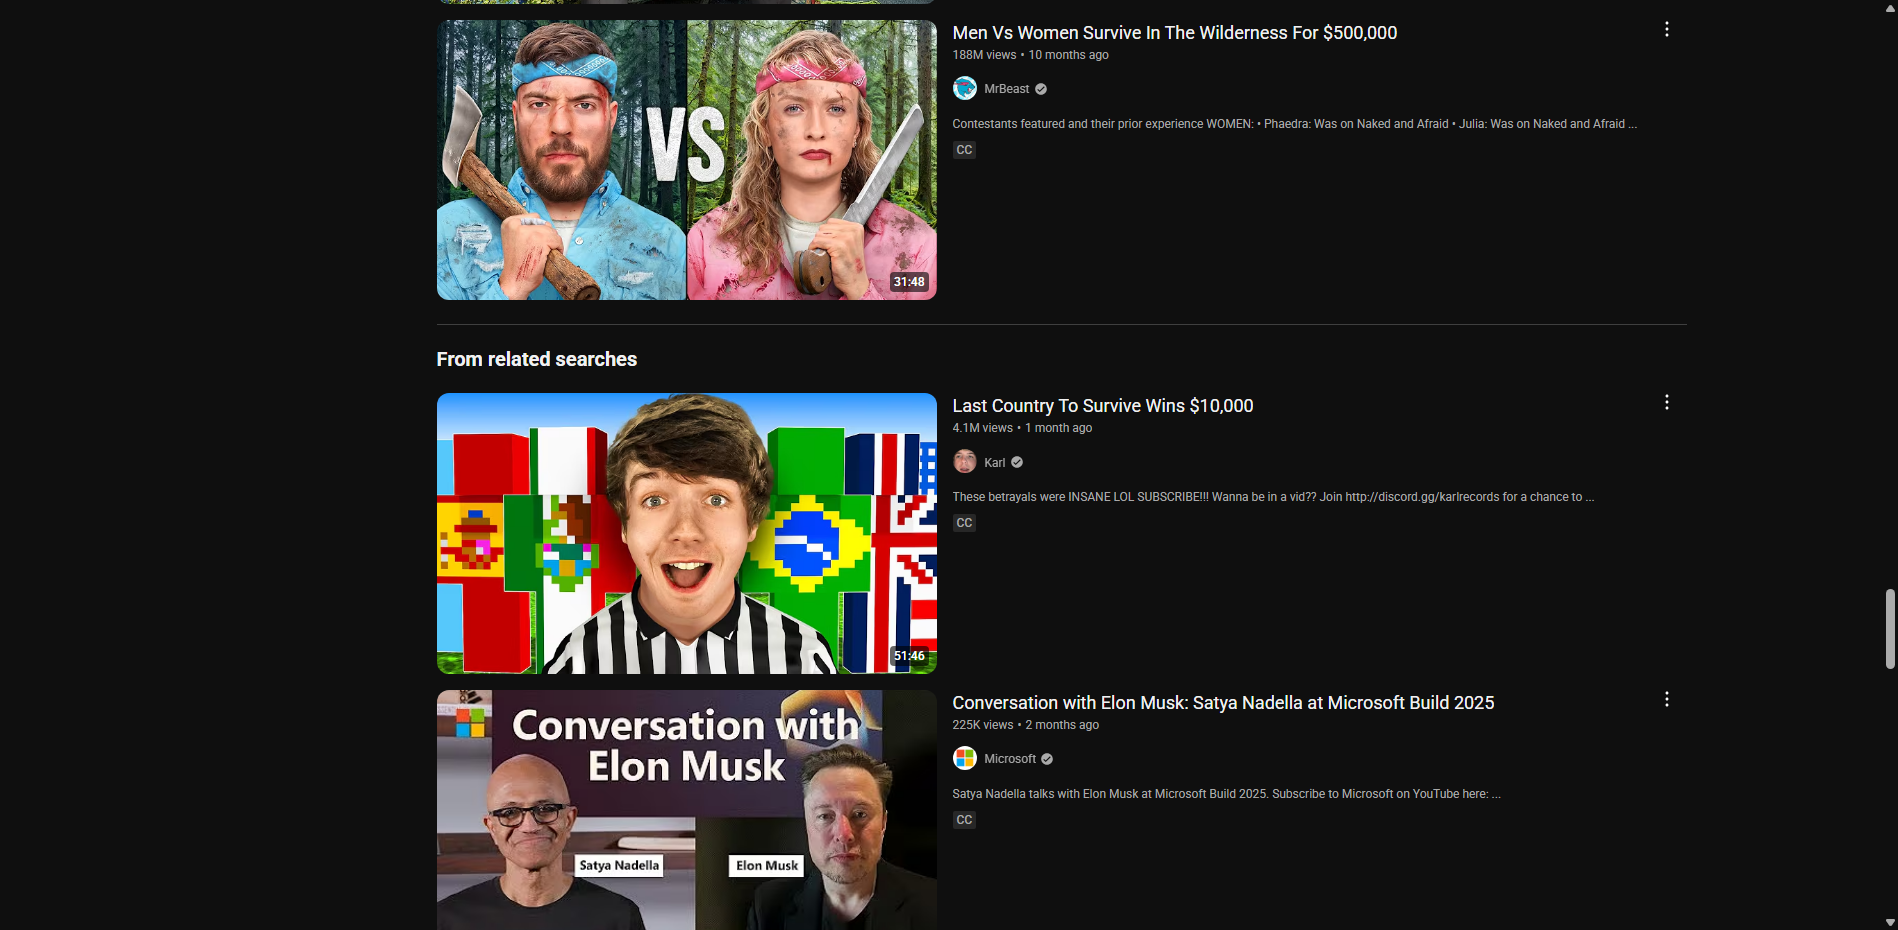 VS
31:48
Men Vs Women Survive In The Wilderness For $500,000
188M views • 10 months ago
MrBeast
Contestants featured and their prior experience WOMEN: • Phaedra: Was on Naked and Afraid • Julia: Was on Naked and Afraid ...
CC
From related searches
51:46
Last Country To Survive Wins $10,000
4.1M views • 1 month ago
Karl
These betrayals were INSANE LOL SUBSCRIBE!!! Wanna be in a vid?? Join http://discord.gg/karlrecords for a chance to ...
CC
Conversation with
Elon Musk
Satya Nadella
Elon Musk
Conversation with Elon Musk: Satya Nadella at Microsoft Build 2025
225K views • 2 months ago
Microsoft
Satya Nadella talks with Elon Musk at Microsoft Build 2025. Subscribe to Microsoft on YouTube here: ...
CC